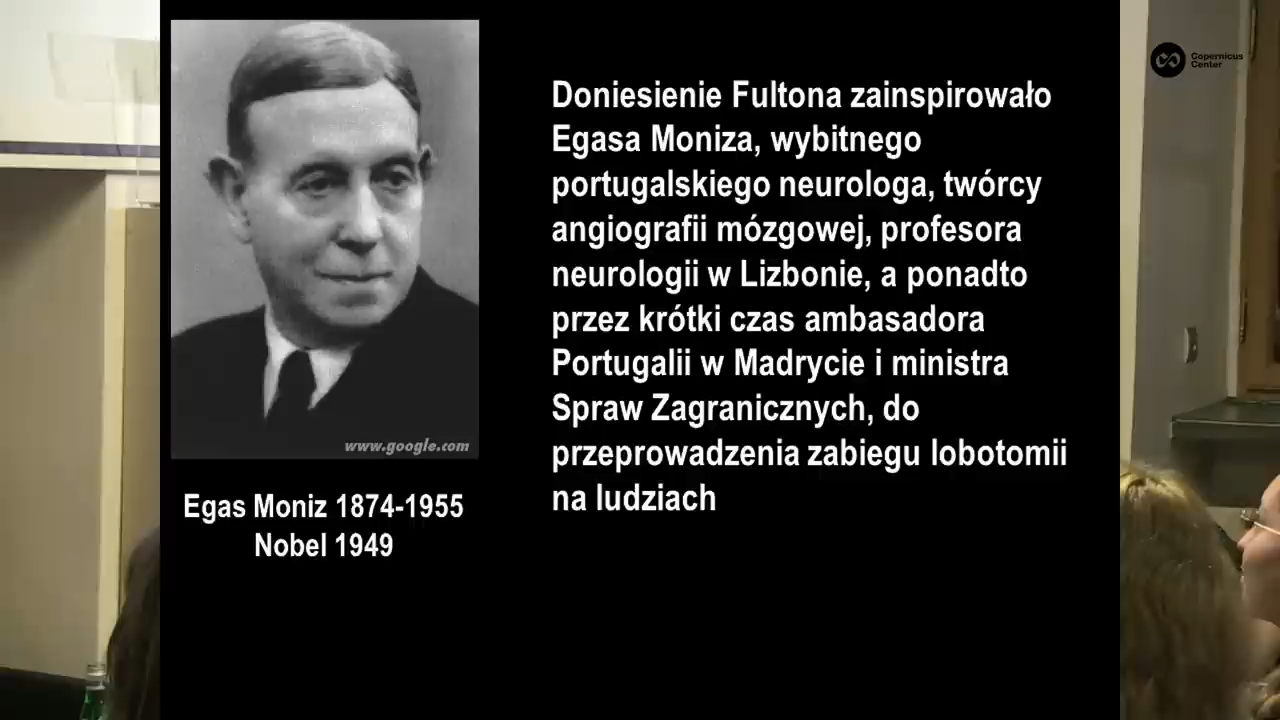 Copernicus
Center
Doniesienie Fultona zainspirowało
Egasa Moniza, wybitnego
portugalskiego neurologa, twórcy
angiografii mózgowej, profesora
neurologii w Lizbonie, a ponadto
przez krótki czas ambasadora
Portugalii w Madrycie i ministra
Spraw Zagranicznych, do
przeprowadzenia zabiegu lobotomii
na ludziach
www.google.com
Egas Moniz 1874-1955
Nobel 1949